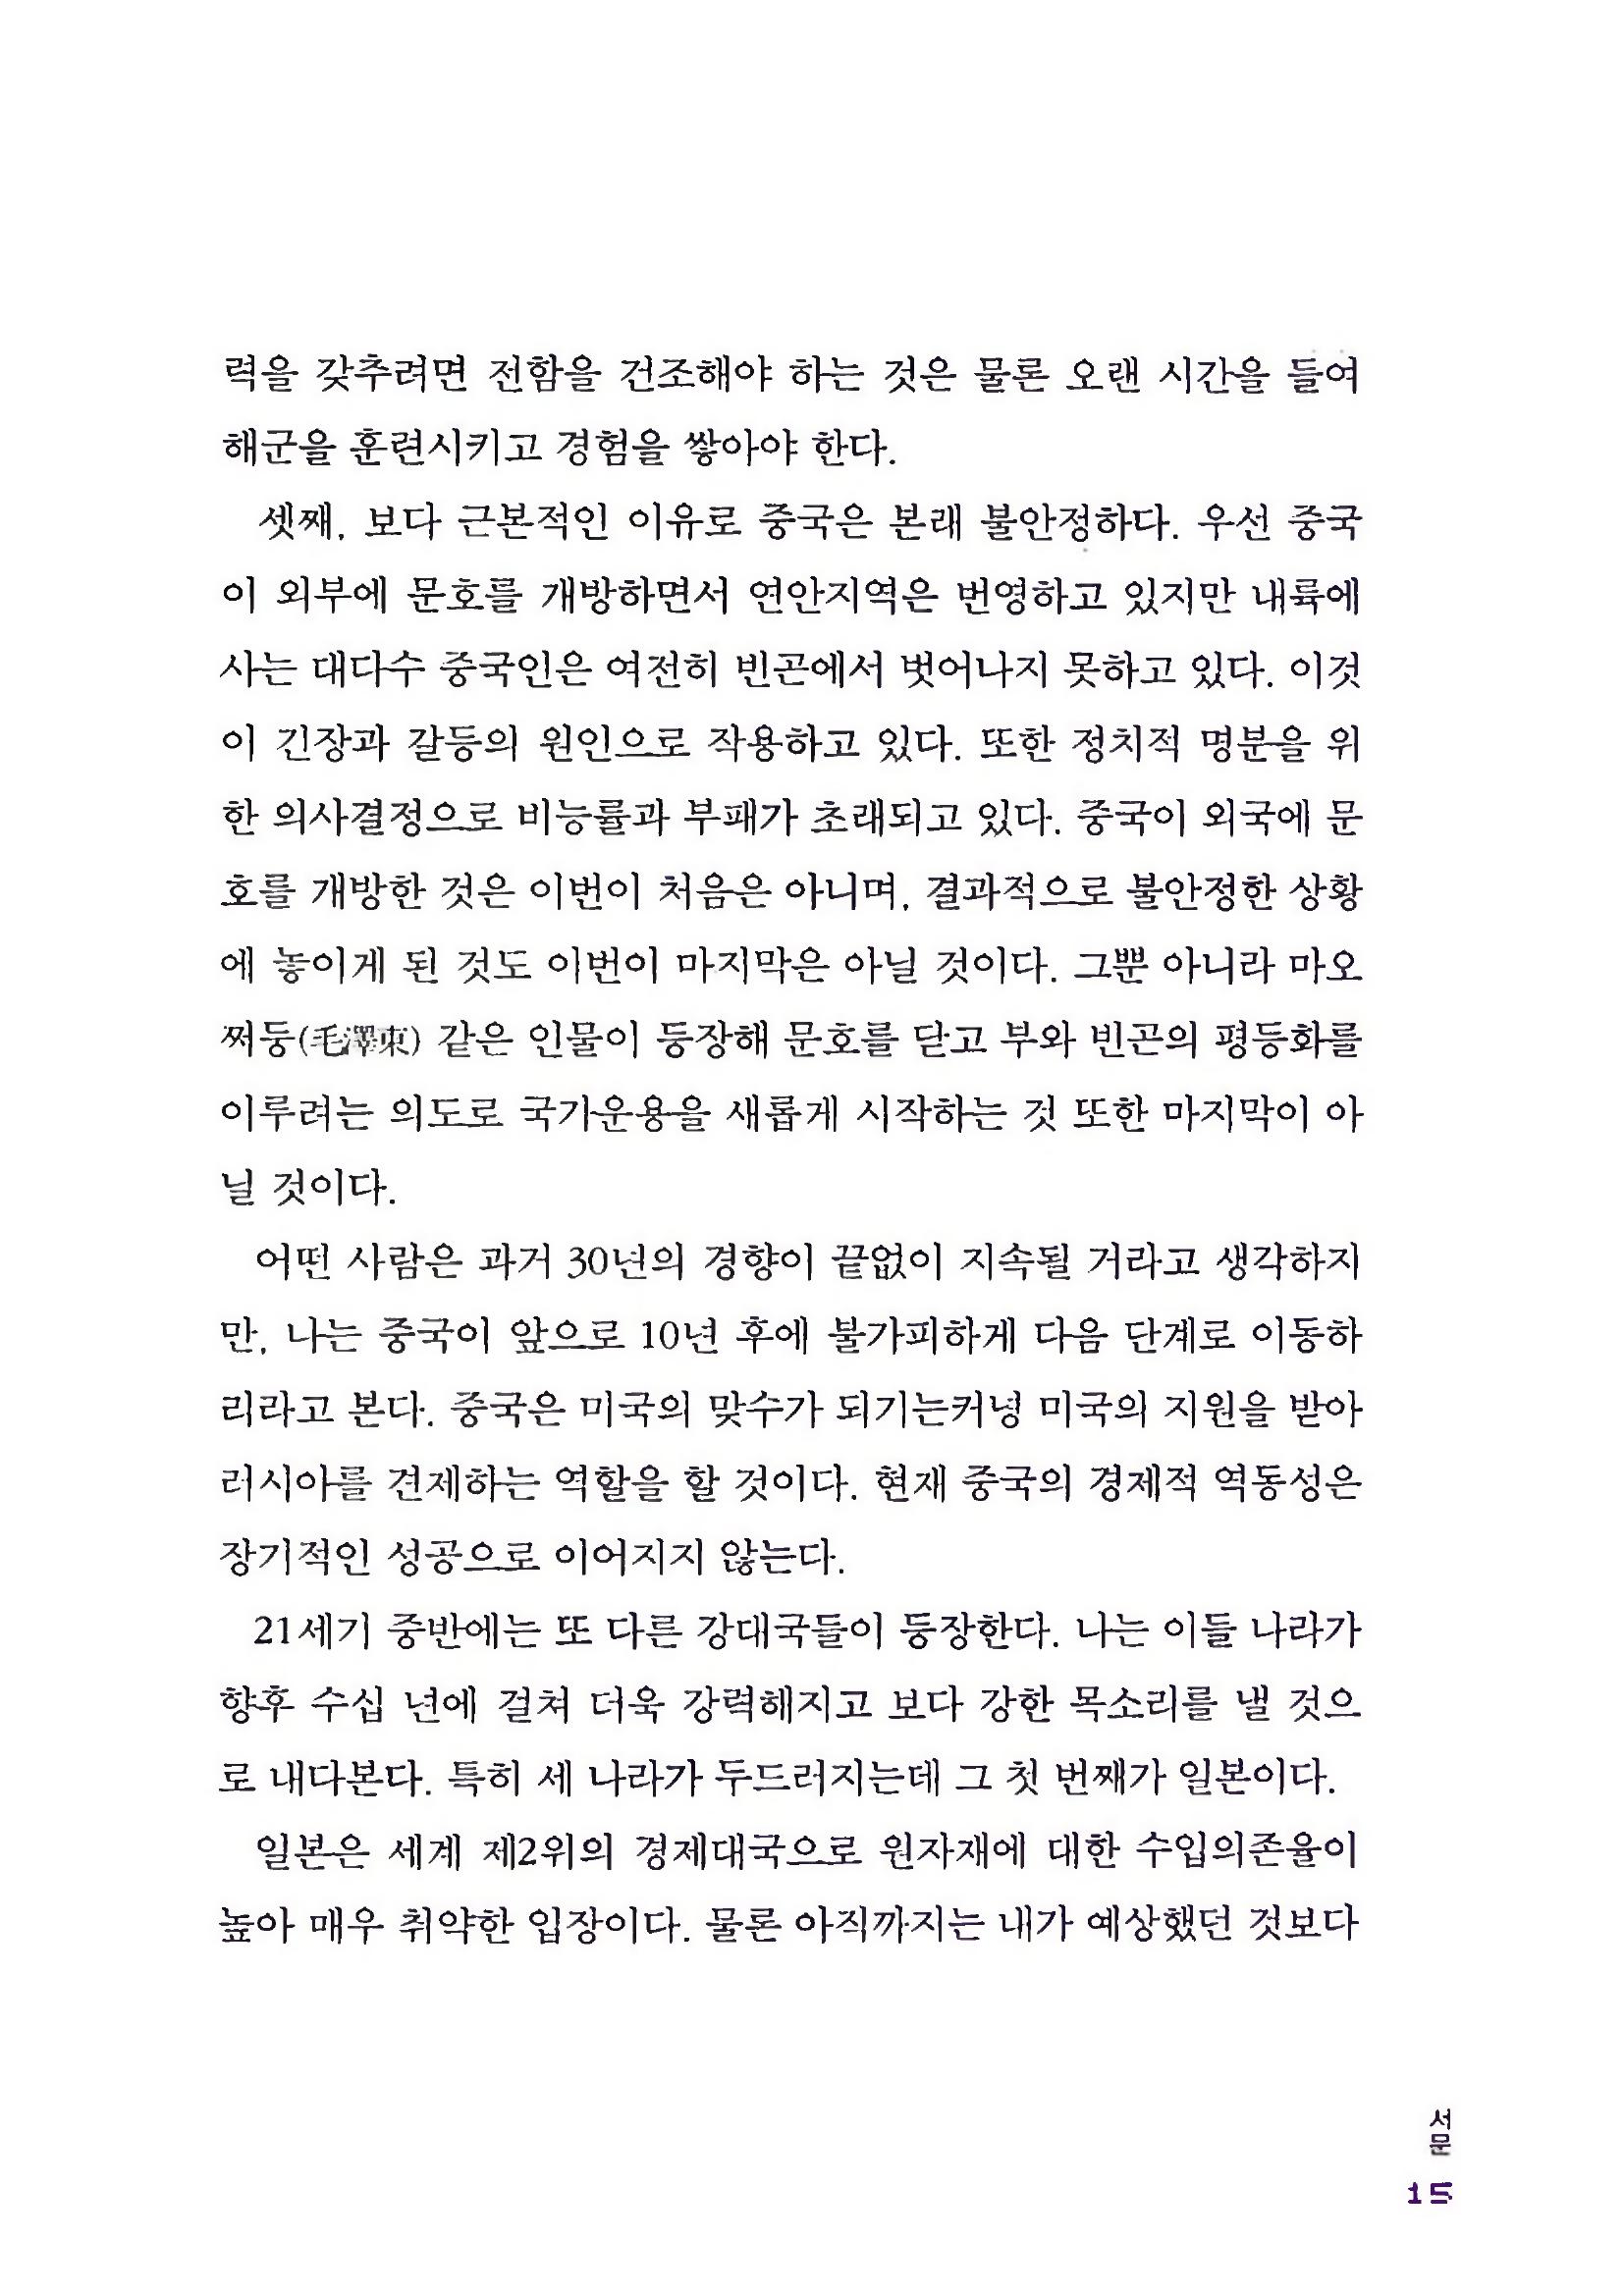 력을 갖추려면 전함을 건조해야 하는 것은 물론 오랜 시간을 들여
해군을 훈련시키고 경험을 쌓아야 한다.
셋째, 보다 근본적인 이유로 중국은 본래 불안정하다. 우선 중국
이 외부에 문호를 개방하면서 연안지역은 번영하고 있지만 내륙에
사는 대다수 중국인은 여전히 빈곤에서 벗어나지 못하고 있다. 이것
이 긴장과 갈등의 원인으로 작용하고 있다. 또한 정치적 명분을 위
한 의사결정으로 비능률과 부패가 초래되고 있다. 중국이 외국에 문
호를 개방한 것은 이번이 처음은 아니며, 결과적으로 불안정한 상황
에 놓이게 된 것도 이번이 마지막은 아닐 것이다. 그뿐 아니라 마오
쩌둥(毛澤東) 같은 인물이 등장해 문호를 닫고 부와 빈곤의 평등화를
이루려는 의도로 국가운용을 새롭게 시작하는 것 또한 마지막이 아
닐 것이다.
어떤 사람은 과거 30년의 경향이 끝없이 지속될 거라고 생각하지
만, 나는 중국이 앞으로 10년 후에 불가피하게 다음 단계로 이동하
리라고 본다. 중국은 미국의 맞수가 되기는커녕 미국의 지원을 받아
러시아를 견제하는 역할을 할 것이다. 현재 중국의 경제적 역동성은
장기적인 성공으로 이어지지 않는다.
21세기 중반에는 또 다른 강대국들이 등장한다. 나는 이들 나라가
향후 수십 년에 걸쳐 더욱 강력해지고 보다 강한 목소리를 낼 것으
로 내다본다. 특히 세 나라가 두드러지는데 그 첫 번째가 일본이다.
일본은 세계 제2위의 경제대국으로 원자재에 대한 수입의존율이
높아 매우 취약한 입장이다. 물론 아직까지는 내가 예상했던 것보다
서문
15